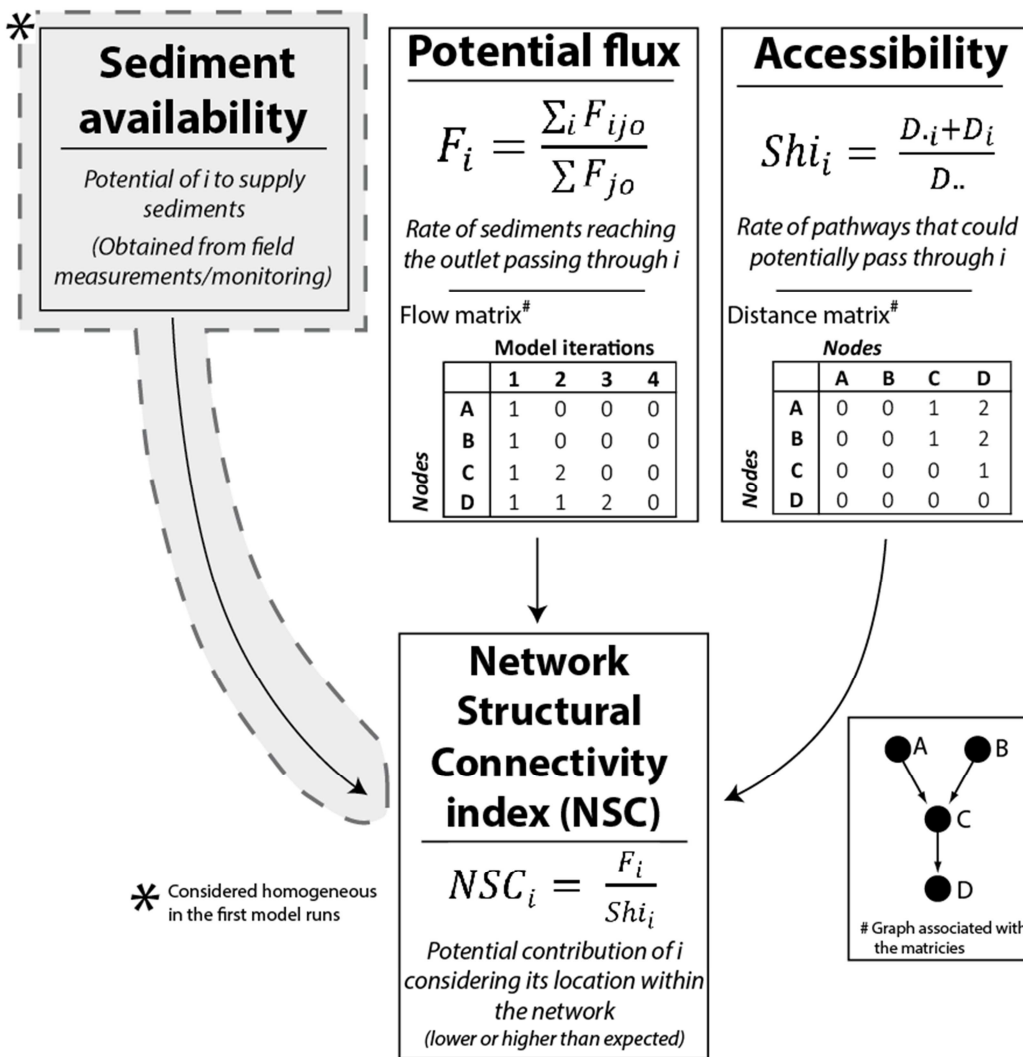 *
Sediment
availability
Potential of i to supply
sediments
(Obtained from field
measurements/monitoring)
Potential flux
F_i = ∑_i F_ijo / ∑ F_jo
Rate of sediments reaching
the outlet passing through i
Flow matrix#
Model iterations
1 2 3 4
Nodes
A 1 0 0 0
B 1 0 0 0
C 1 2 0 0
D 1 1 2 0
Accessibility
Shi_i = D._i+D_i / D..
Rate of pathways that could
potentially pass through i
Distance matrix#
Nodes
A B C D
Nodes
A 0 0 1 2
B 0 0 1 2
C 0 0 0 1
D 0 0 0 0
Network
Structural
Connectivity
index (NSC)
NSC_i = F_i / Shi_i
Potential contribution of i
considering its location within
the network
(lower or higher than expected)
* Considered homogeneous
in the first model runs
A
B
C
D
# Graph associated with
the matricies